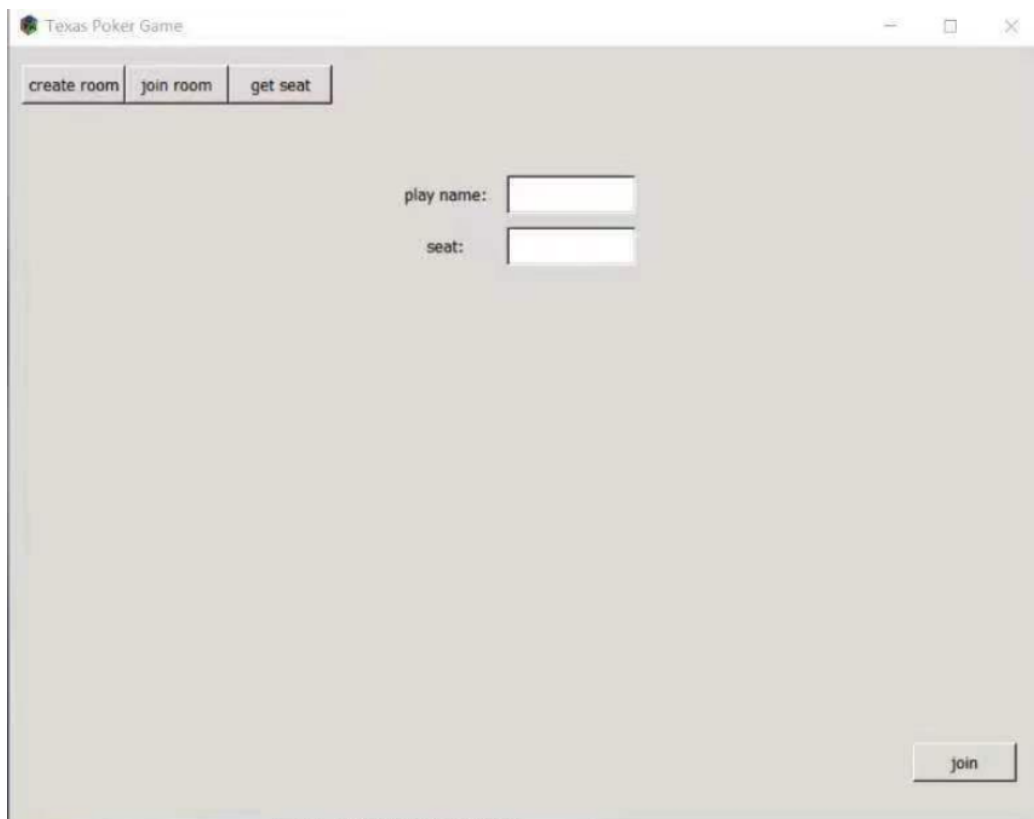 Texas Poker Game
create room join room get seat
play name:
seat:
join